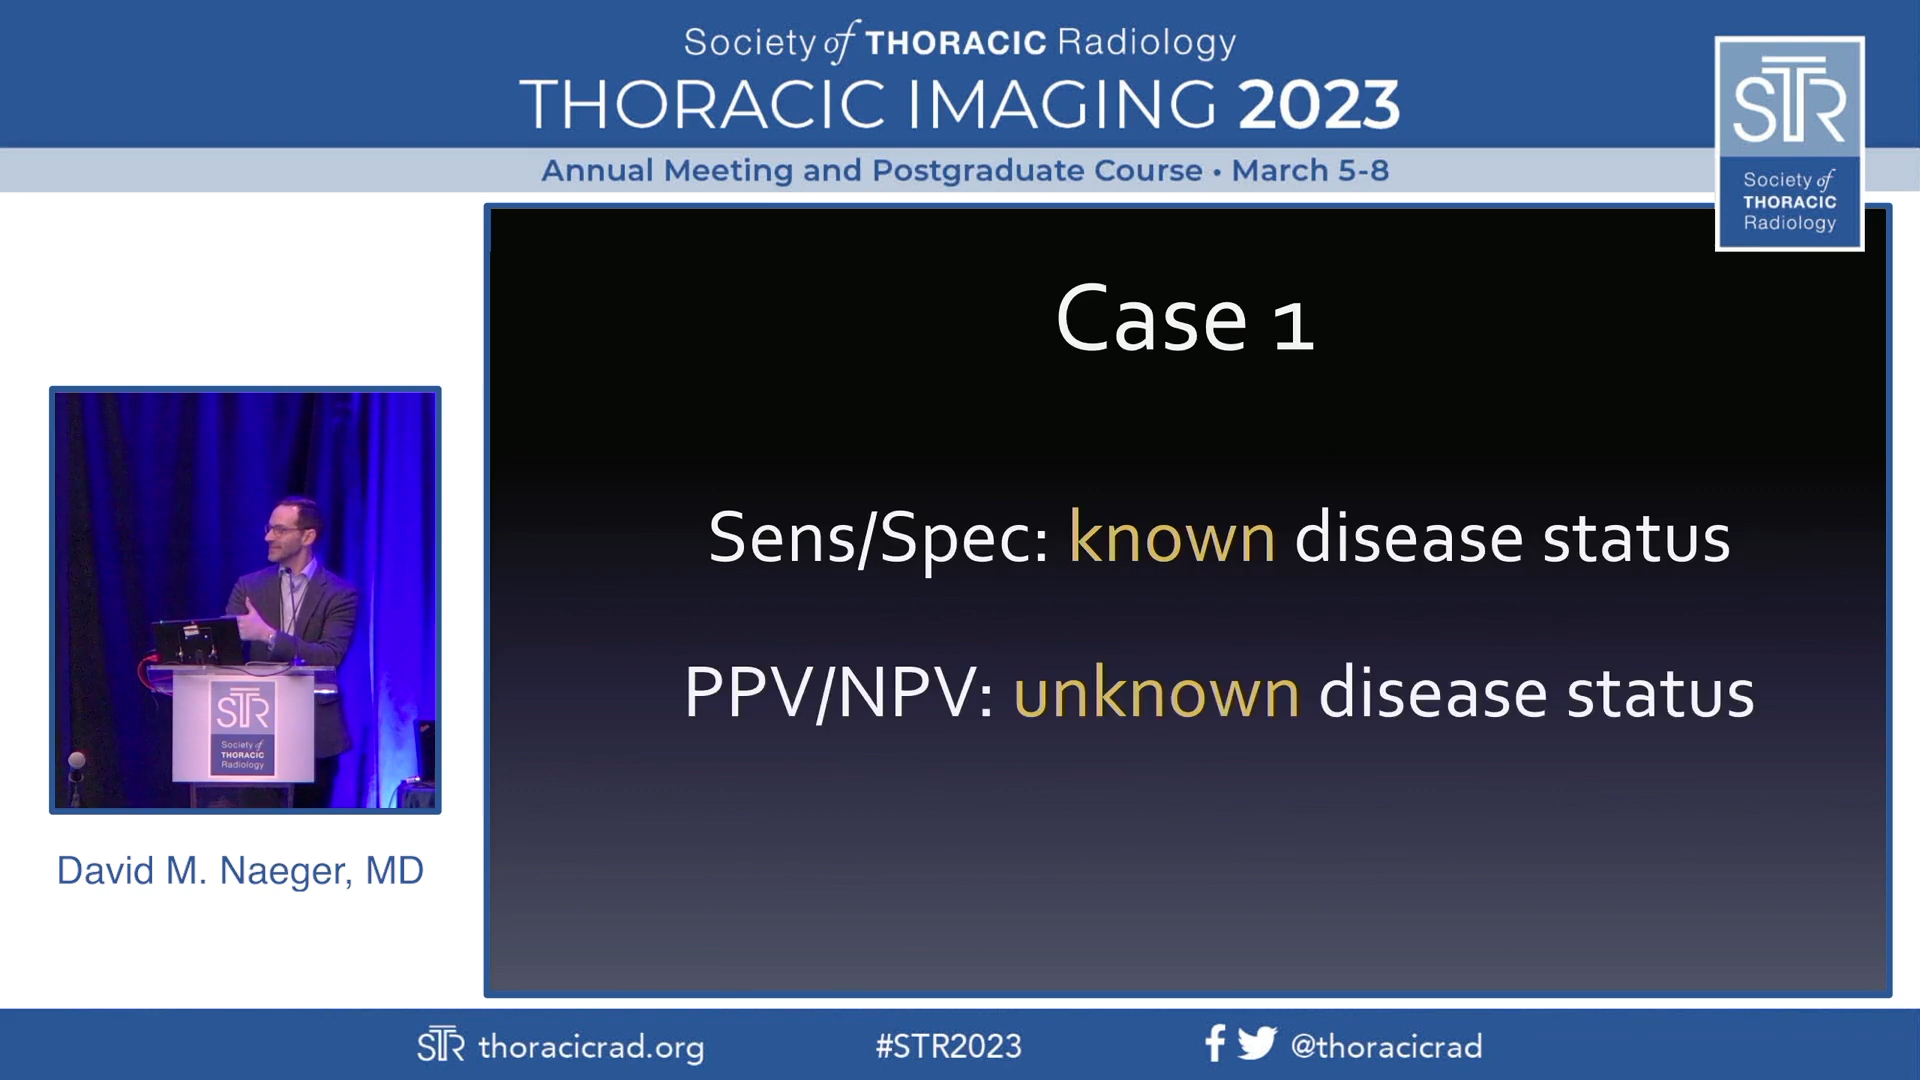 Society of THORACIC Radiology
THORACIC IMAGING 2023
Annual Meeting and Postgraduate Course • March 5-8
STR
Society of
THORACIC
Radiology
Case 1
Sens/Spec: known disease status
PPV/NPV: unknown disease status
STR
Society of
THORACIC
Radiology
David M. Naeger, MD
STR thoracicrad.org
#STR2023
@thoracicrad